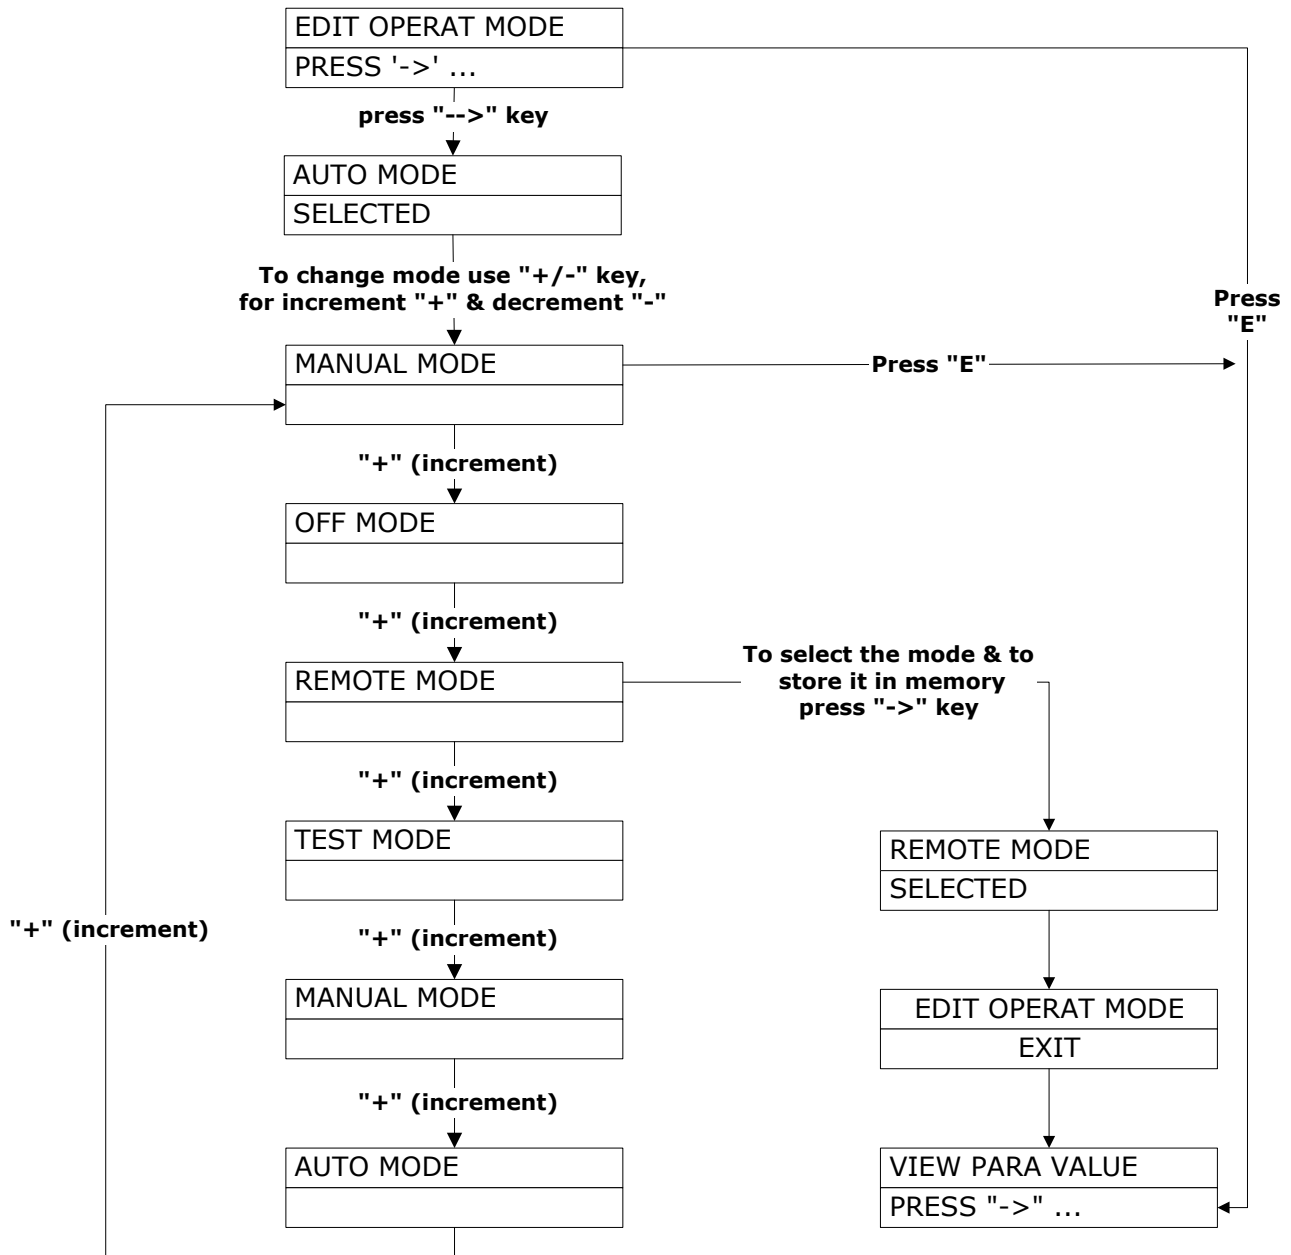 EDIT OPERAT MODE
PRESS '->' ...
press "-->" key
AUTO MODE
SELECTED
To change mode use "+/-" key,
for increment "+" & decrement "-"
Press
"E"
MANUAL MODE
Press "E"
"+" (increment)
OFF MODE
"+" (increment)
To select the mode & to
store it in memory
press "->" key
REMOTE MODE
"+" (increment)
TEST MODE
REMOTE MODE
SELECTED
"+" (increment)
"+" (increment)
MANUAL MODE
EDIT OPERAT MODE
EXIT
"+" (increment)
AUTO MODE
VIEW PARA VALUE
PRESS "->" ...